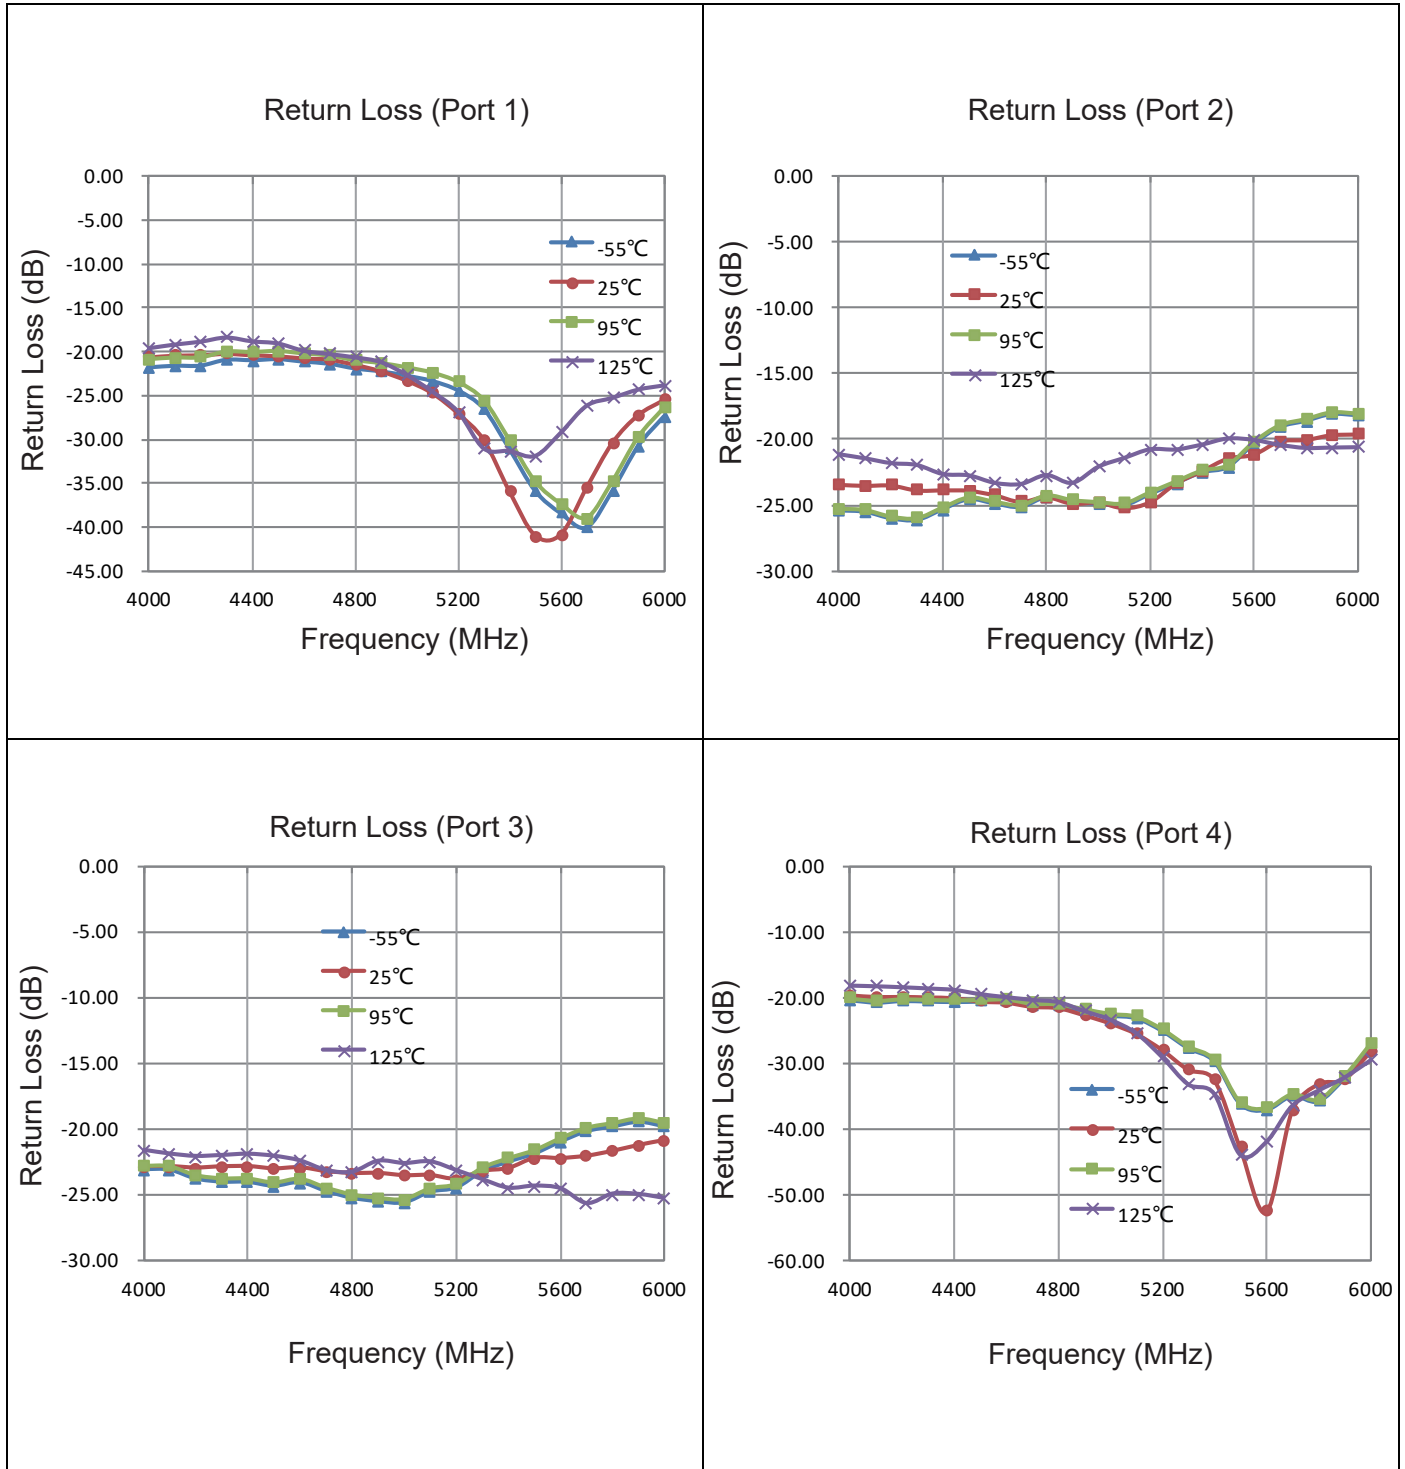 Return Loss (Port 1)
Return Loss (dB)
0.00
-5.00
-10.00
-15.00
-20.00
-25.00
-30.00
-35.00
-40.00
-45.00
-55℃
25℃
95℃
125℃
4000 4400 4800 5200 5600 6000
Frequency (MHz)
Return Loss (Port 2)
Return Loss (dB)
0.00
-5.00
-10.00
-15.00
-20.00
-25.00
-30.00
-55℃
25℃
95℃
125℃
4000 4400 4800 5200 5600 6000
Frequency (MHz)
Return Loss (Port 3)
Return Loss (dB)
0.00
-5.00
-10.00
-15.00
-20.00
-25.00
-30.00
-55℃
25℃
95℃
125℃
4000 4400 4800 5200 5600 6000
Frequency (MHz)
Return Loss (Port 4)
Return Loss (dB)
0.00
-10.00
-20.00
-30.00
-40.00
-50.00
-60.00
-55℃
25℃
95℃
125℃
4000 4400 4800 5200 5600 6000
Frequency (MHz)